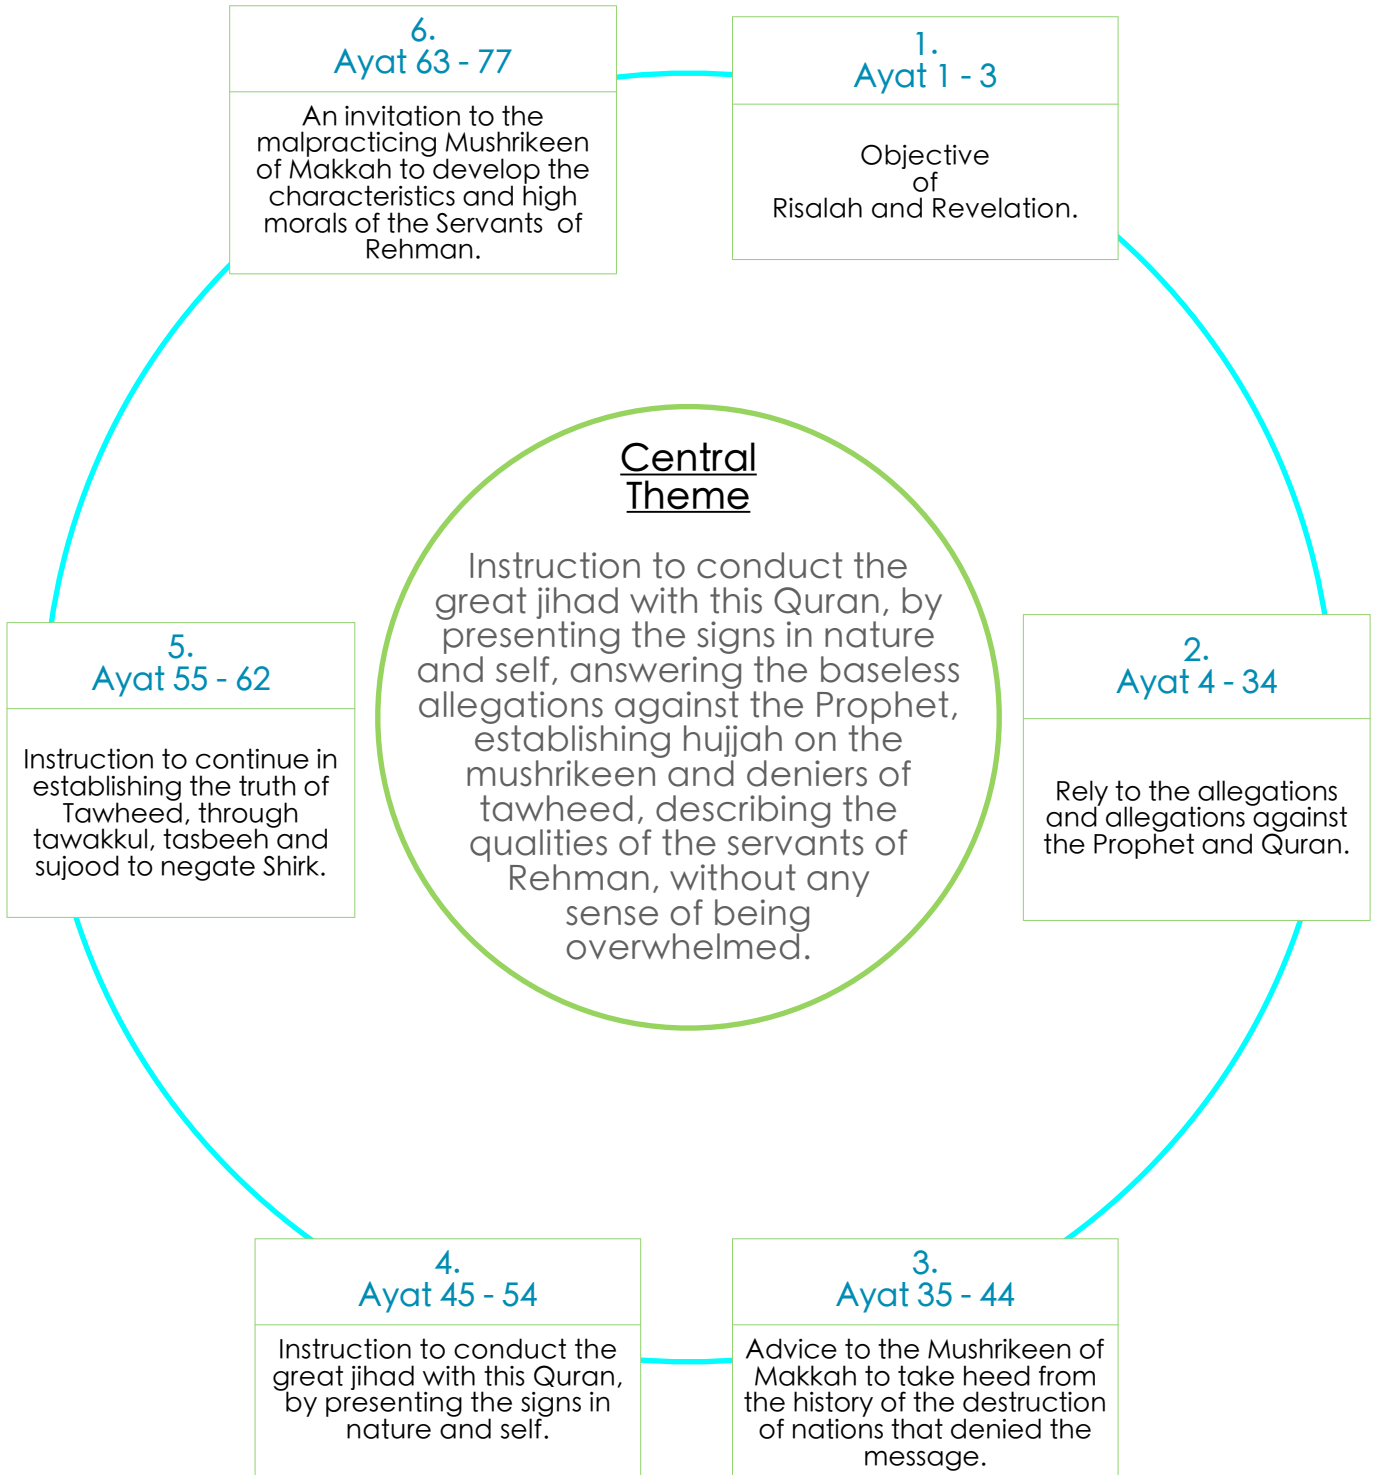 6.
Ayat 63 - 77
An invitation to the
malpracticing Mushrikeen
of Makkah to develop the
characteristics and high
morals of the Servants of
Rehman.
1.
Ayat 1 - 3
Objective
of
Risalah and Revelation.
Central
Theme
Instruction to conduct the
great jihad with this Quran, by
presenting the signs in nature
and self, answering the baseless
allegations against the Prophet,
establishing hujjah on the
mushrikeen and deniers of
tawheed, describing the
qualities of the servants of
Rehman, without any
sense of being
overwhelmed.
5.
Ayat 55 - 62
Instruction to continue in
establishing the truth of
Tawheed, through
tawakkul, tasbeeh and
sujood to negate Shirk.
2.
Ayat 4 - 34
Rely to the allegations
and allegations against
the Prophet and Quran.
4.
Ayat 45 - 54
Instruction to conduct the
great jihad with this Quran,
by presenting the signs in
nature and self.
3.
Ayat 35 - 44
Advice to the Mushrikeen of
Makkah to take heed from
the history of the destruction
of nations that denied the
message.